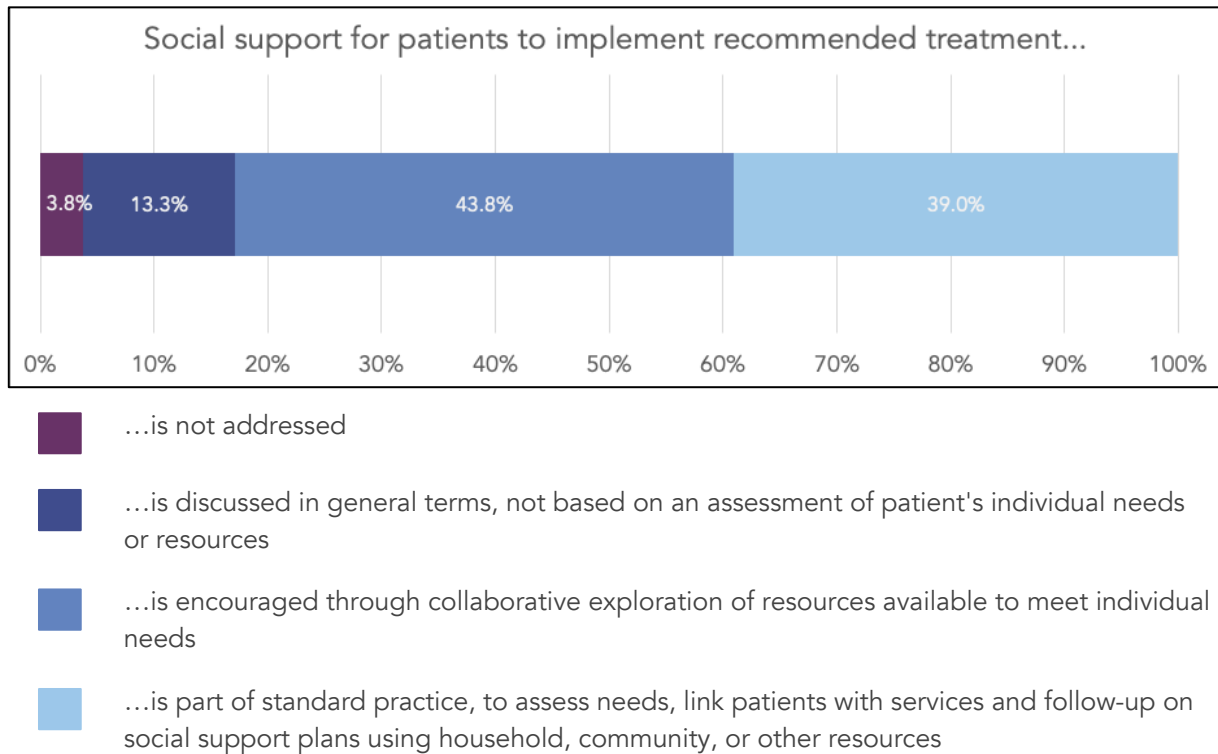 Social support for patients to implement recommended treatment...
3.8%
13.3%
43.8%
39.0%
0%
10%
20%
30%
40%
50%
60%
70%
80%
90%
100%
…is not addressed
…is discussed in general terms, not based on an assessment of patient's individual needs
or resources
…is encouraged through collaborative exploration of resources available to meet individual
needs
…is part of standard practice, to assess needs, link patients with services and follow-up on
social support plans using household, community, or other resources